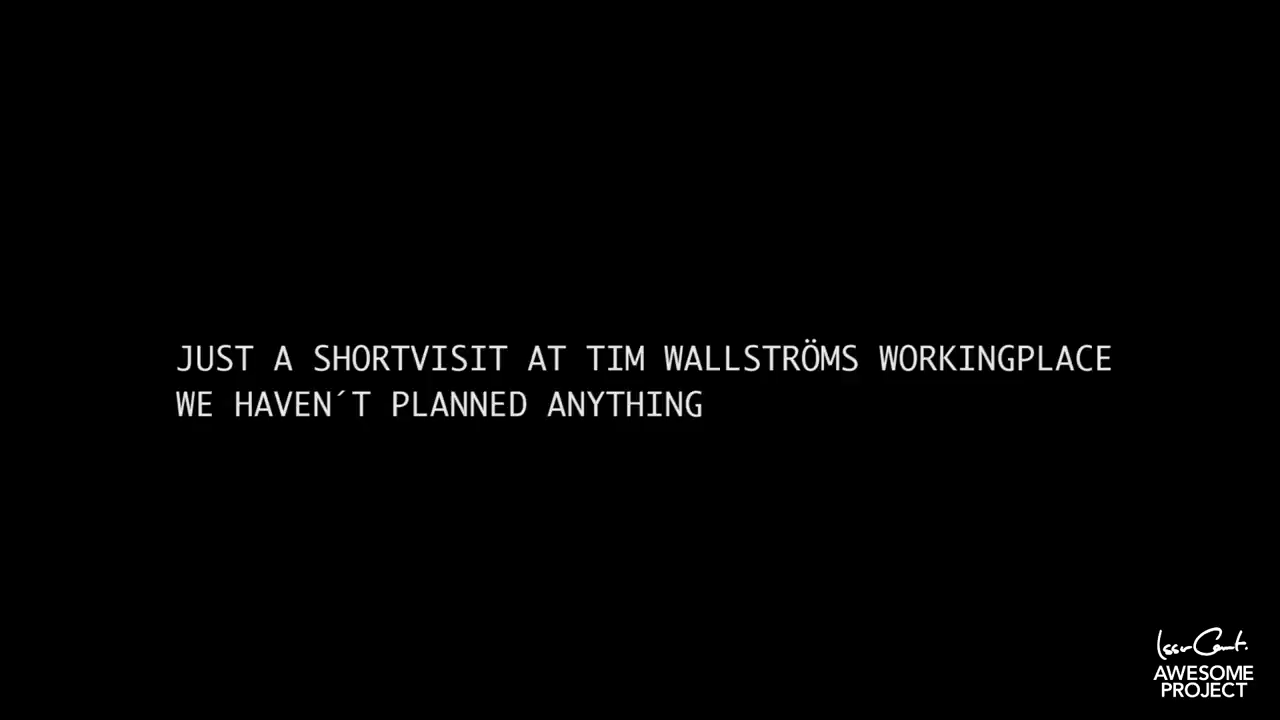 JUST A SHORTVISIT AT TIM WALLSTRÖMS WORKINGPLACE
WE HAVEN´T PLANNED ANYTHING
AWESOME
PROJECT